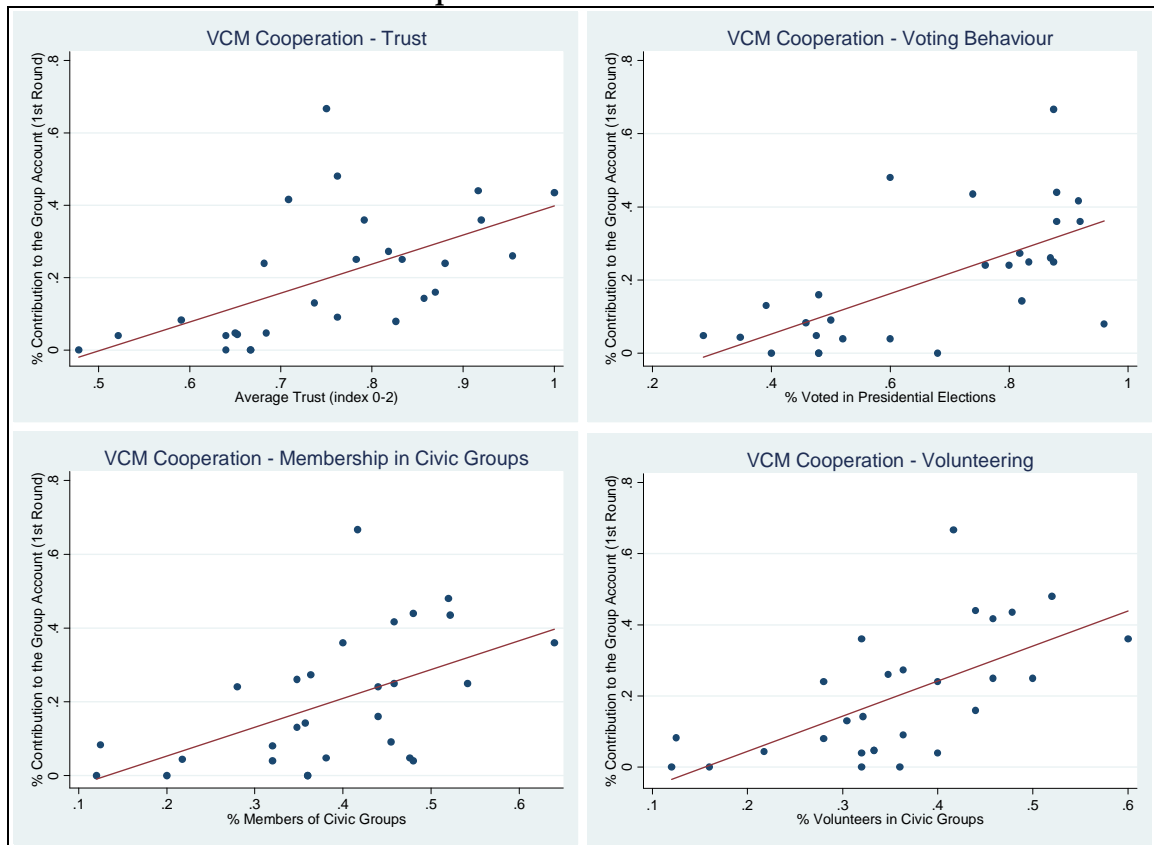 VCM Cooperation - Trust
% Contribution to the Group Account (1st Round)
0 .2 .4 .6 .8
.5 .6 .7 .8 .9 1
Average Trust (index 0-2)
VCM Cooperation - Voting Behaviour
% Contribution to the Group Account (1st Round)
0 .2 .4 .6 .8
.2 .4 .6 .8 1
% Voted in Presidential Elections
VCM Cooperation - Membership in Civic Groups
% Contribution to the Group Account (1st Round)
0 .2 .4 .6 .8
.1 .2 .3 .4 .5 .6
% Members of Civic Groups
VCM Cooperation - Volunteering
% Contribution to the Group Account (1st Round)
0 .2 .4 .6 .8
.1 .2 .3 .4 .5 .6
% Volunteers in Civic Groups